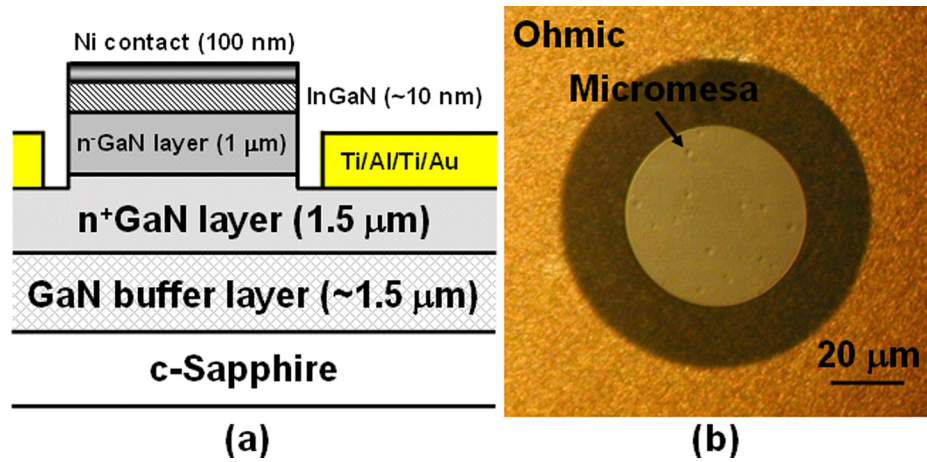 Ni contact (100 nm)
InGaN (~10 nm)
n⁻GaN layer (1 μm)
Ti/Al/Ti/Au
n⁺GaN layer (1.5 μm)
GaN buffer layer (~1.5 μm)
c-Sapphire
(a)
Ohmic
Micromesa
20 μm
(b)